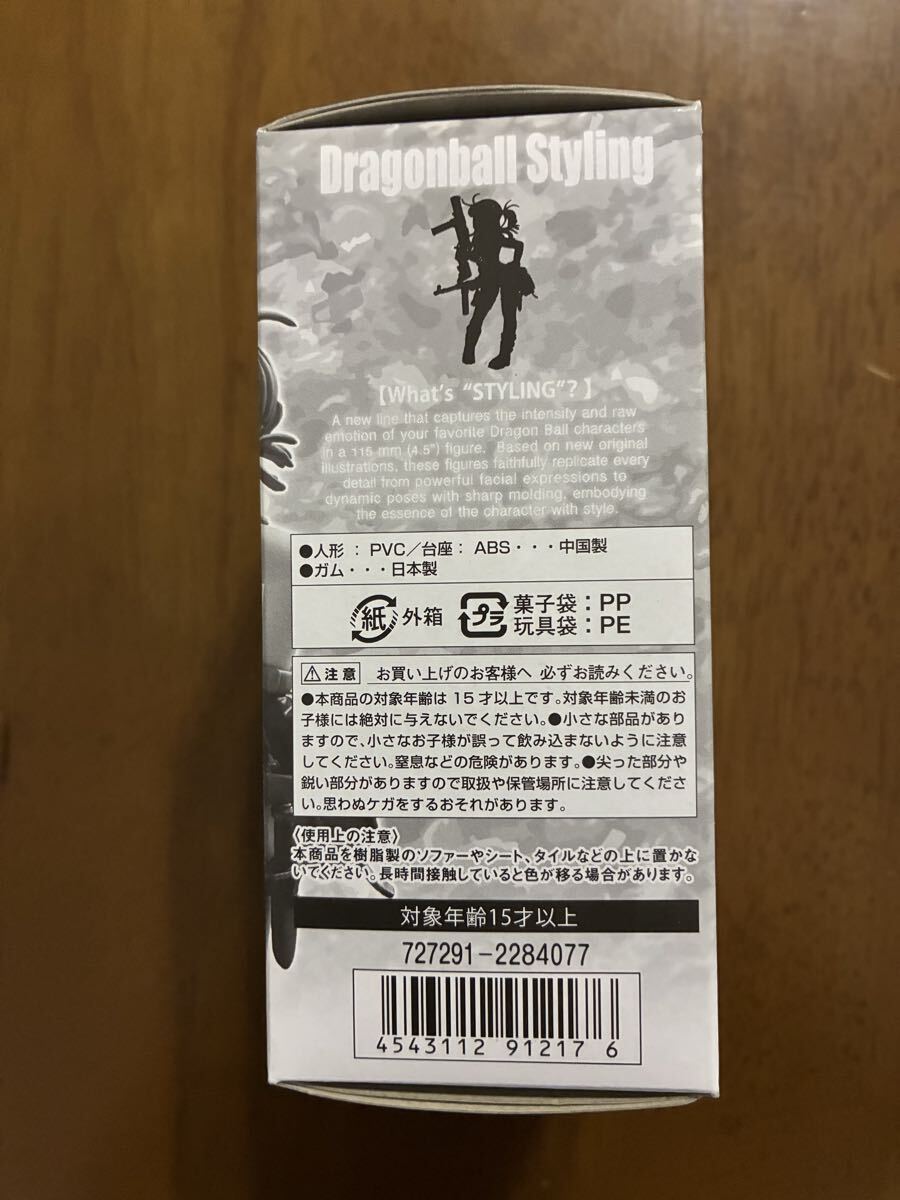 Dragonball Styling
【What's "STYLING"?】
A new line that captures the intensity and raw
emotion of your favorite Dragon Ball characters
in a 115 mm (4.5") figure. Based on new original
illustrations, these figures faithfully replicate every
detail from powerful facial expressions to
dynamic poses with sharp molding, embodying
the essence of the character with style.
●人形：PVC／台座：ABS・・・中国製
●ガム・・・日本製
紙 外箱 プラ 菓子袋：PP
玩具袋：PE
⚠注意 お買い上げのお客様へ 必ずお読みください。
●本商品の対象年齢は15才以上です。対象年齢未満のお
子様には絶対に与えないでください。●小さな部品があり
ますので、小さなお子様が誤って飲み込まないように注意
してください。窒息などの危険があります。●尖った部分や
鋭い部分がありますので取扱や保管場所に注意してくださ
い。思わぬケガをするおそれがあります。
〈使用上の注意〉
本商品を樹脂製のソファーやシート、タイルなどの上に置かな
いでください。長時間接触していると色が移る場合があります。
対象年齢15才以上
727291-2284077
4543112 91217 6